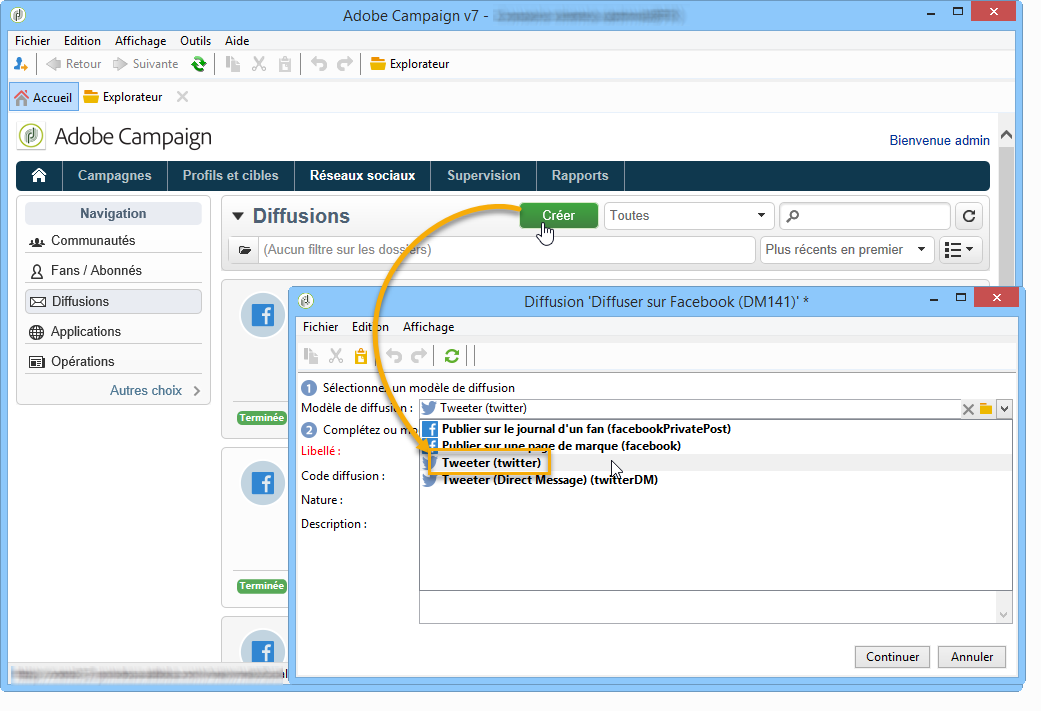 Adobe Campaign v7 -
Fichier Edition Affichage Outils Aide
Retour Suivante Explorateur
Accueil Explorateur
Adobe Campaign
Bienvenue admin
Campagnes Profils et cibles Réseaux sociaux Supervision Rapports
Navigation
Communautés
Fans / Abonnés
Diffusions
Applications
Opérations
Autres choix
Diffusions Créer Toutes
(Aucun filtre sur les dossiers) Plus récents en premier
Terminée
Terminée
Diffusion 'Diffuser sur Facebook (DM141)' *
Fichier Edition Affichage
1 Sélectionnez un modèle de diffusion
Modèle de diffusion : Tweeter (twitter)
Publier sur le journal d'un fan (facebookPrivatePost)
2 Complétez ou mo
Publier sur une page de marque (facebook)
Libellé :
Tweeter (twitter)
Code diffusion :
Tweeter (Direct Message) (twitterDM)
Nature :
Description :
Continuer Annuler